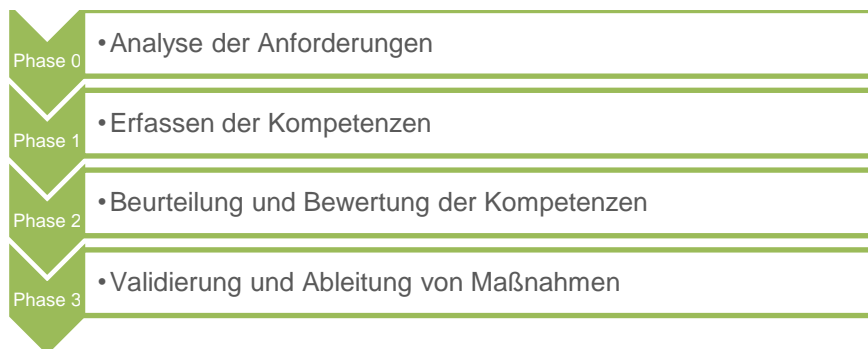 Phase 0
•Analyse der Anforderungen
Phase 1
•Erfassen der Kompetenzen
Phase 2
•Beurteilung und Bewertung der Kompetenzen
Phase 3
•Validierung und Ableitung von Maßnahmen